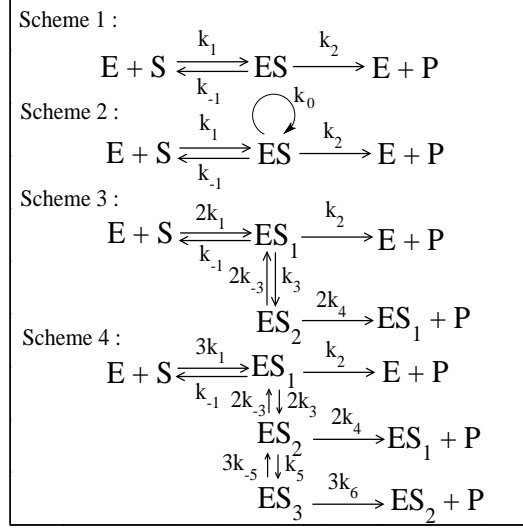 Scheme 1 :
k₁ k₂
E + S ⇌ ES ⟶ E + P
k₋₁
k₀
Scheme 2 :
k₁ k₂
E + S ⇌ ES ⟶ E + P
k₋₁
Scheme 3 :
2k₁ k₂
E + S ⇌ ES₁ ⟶ E + P
k₋₁
2k₋₃ k₃
2k₄
ES₂ ⟶ ES₁ + P
Scheme 4 :
3k₁ k₂
E + S ⇌ ES₁ ⟶ E + P
k₋₁
2k₋₃ 2k₃
2k₄
ES₂ ⟶ ES₁ + P
3k₋₅ k₅
3k₆
ES₃ ⟶ ES₂ + P